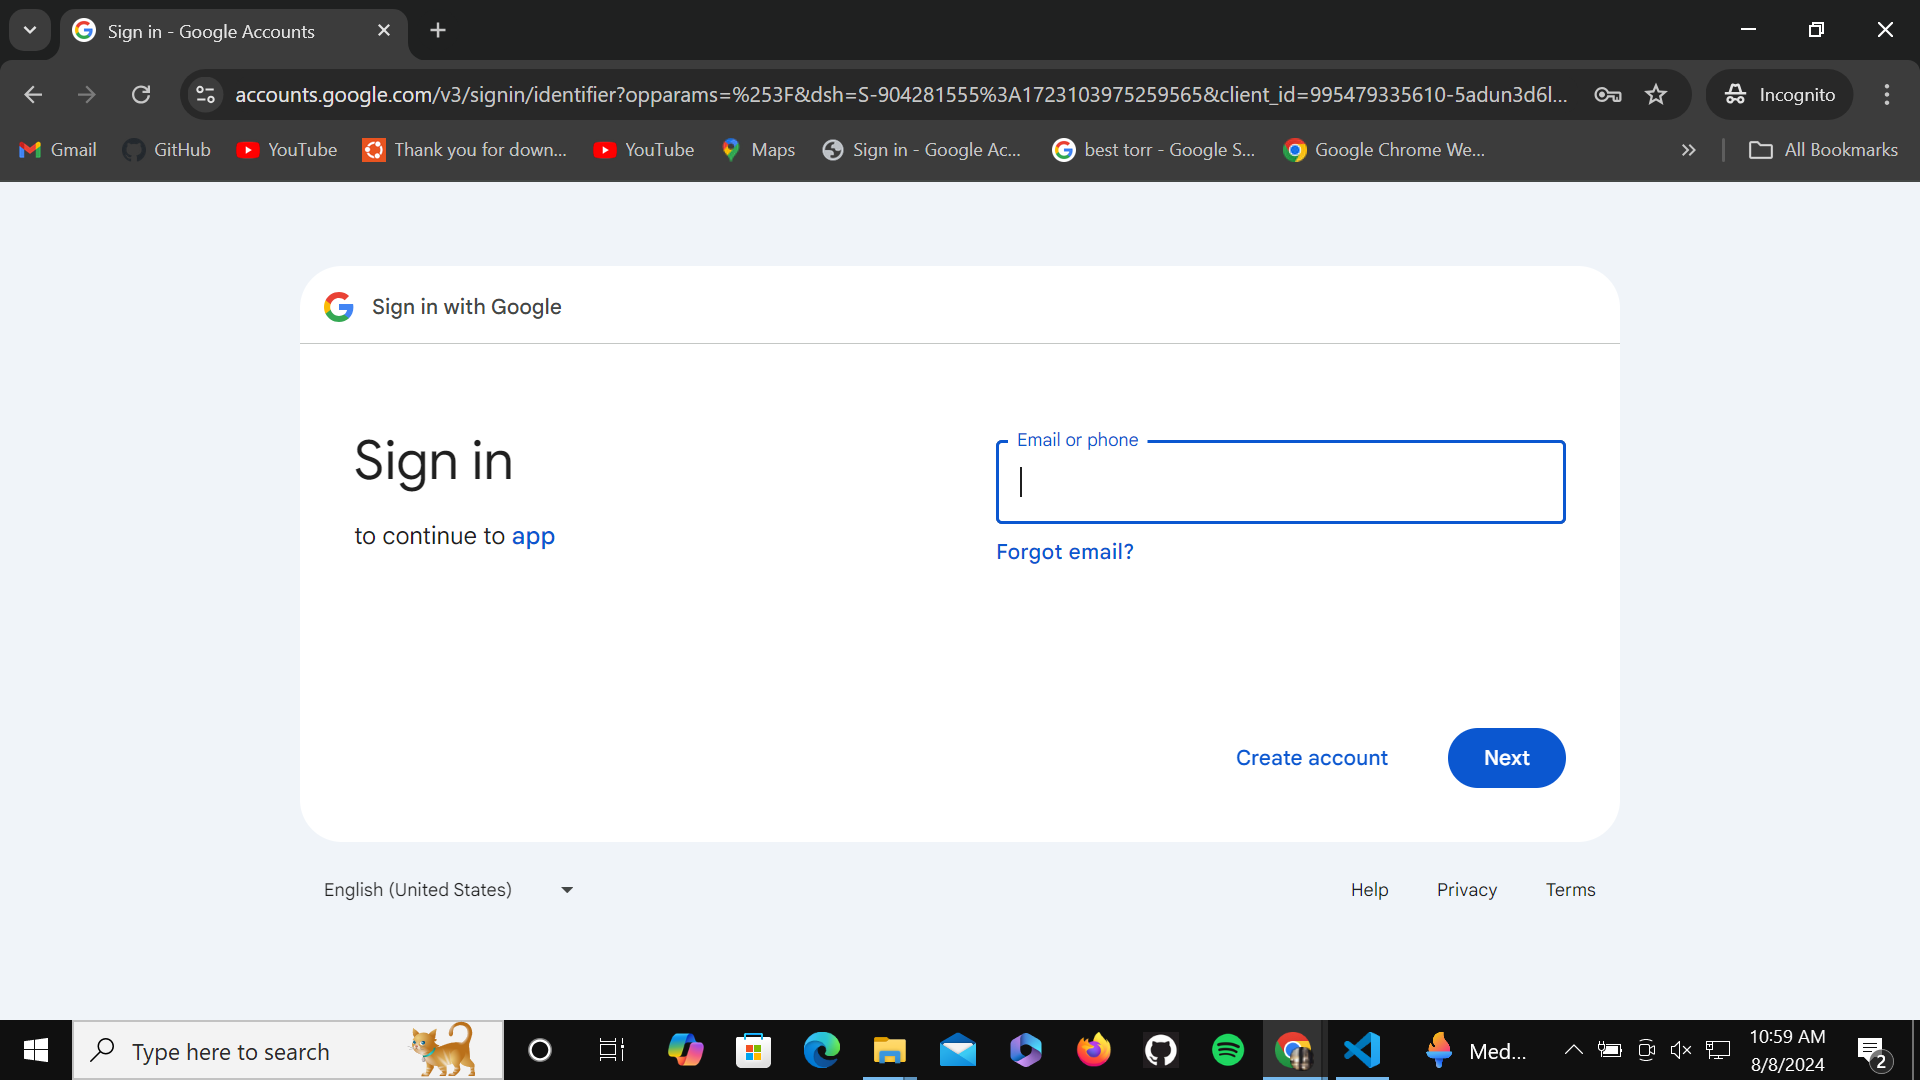 Sign in - Google Accounts
accounts.google.com/v3/signin/identifier?opparams=%253F&dsh=S-904281555%3A1723103975259565&client_id=995479335610-5adun3d6l...
Incognito
Gmail GitHub YouTube Thank you for down... YouTube Maps Sign in - Google Ac... best torr - Google S... Google Chrome We... All Bookmarks
Sign in with Google
Sign in
to continue to app
Email or phone
Forgot email?
Create account Next
English (United States) Help Privacy Terms
Type here to search
Med...
10:59 AM
8/8/2024
2